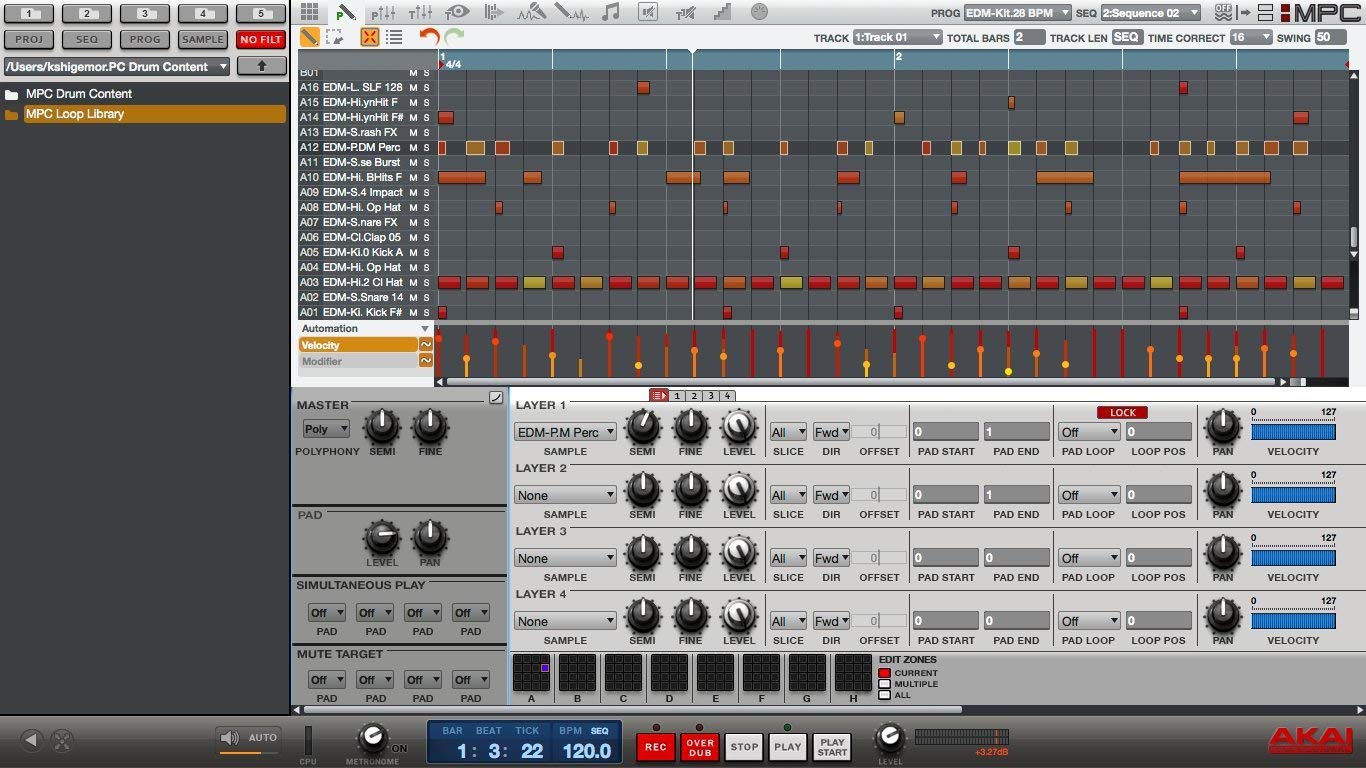 1 2 3 4 5
PROJ SEQ PROG SAMPLE NO FILT
/Users/kshigemor.PC Drum Content
MPC Drum Content
MPC Loop Library
PROG EDM-Kit.28 BPM SEQ 2:Sequence 02 MPC
TRACK 1:Track 01 TOTAL BARS 2 TRACK LEN SEQ TIME CORRECT 16 SWING 50
1 2
4/4
B01 M S
A16 EDM-L. SLF 128 M S
A15 EDM-Hi.ynHit F M S
A14 EDM-Hi.ynHit F# M S
A13 EDM-S.rash FX M S
A12 EDM-P.DM Perc M S
A11 EDM-S.se Burst M S
A10 EDM-Hi. BHits F M S
A09 EDM-S.4 Impact M S
A08 EDM-Hi. Op Hat M S
A07 EDM-S.nare FX M S
A06 EDM-Cl.Clap 05 M S
A05 EDM-Ki.0 Kick A M S
A04 EDM-Hi. Op Hat M S
A03 EDM-Hi.2 Cl Hat M S
A02 EDM-S.Snare 14 M S
A01 EDM-Ki. Kick F# M S
Automation
Velocity
Modifier
MASTER
Poly
POLYPHONY SEMI FINE
PAD
LEVEL PAN
SIMULTANEOUS PLAY
Off Off Off Off
PAD PAD PAD PAD
MUTE TARGET
Off Off Off Off
PAD PAD PAD PAD
1 2 3 4
LAYER 1 LOCK 0 127
EDM-P.M Perc All Fwd 0 0 1 Off 0
SAMPLE SEMI FINE LEVEL SLICE DIR OFFSET PAD START PAD END PAD LOOP LOOP POS PAN VELOCITY
LAYER 2 0 127
None All Fwd 0 0 1 Off 0
SAMPLE SEMI FINE LEVEL SLICE DIR OFFSET PAD START PAD END PAD LOOP LOOP POS PAN VELOCITY
LAYER 3 0 127
None All Fwd 0 0 0 Off 0
SAMPLE SEMI FINE LEVEL SLICE DIR OFFSET PAD START PAD END PAD LOOP LOOP POS PAN VELOCITY
LAYER 4 0 127
None All Fwd 0 0 0 Off 0
SAMPLE SEMI FINE LEVEL SLICE DIR OFFSET PAD START PAD END PAD LOOP LOOP POS PAN VELOCITY
A B C D E F G H
EDIT ZONES
CURRENT
MULTIPLE
ALL
AUTO
CPU
METRONOME
ON
BAR BEAT TICK BPM SEQ
1: 3: 22 120.0
REC OVER DUB STOP PLAY PLAY START
LEVEL
+3.27dB
AKAI